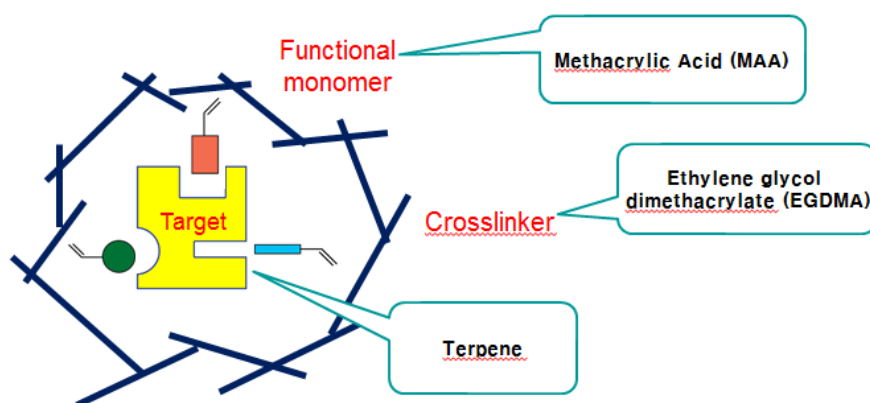 Functional
monomer
Methacrylic Acid (MAA)
Ethylene glycol
dimethacrylate (EGDMA)
Target
Crosslinker
Terpene